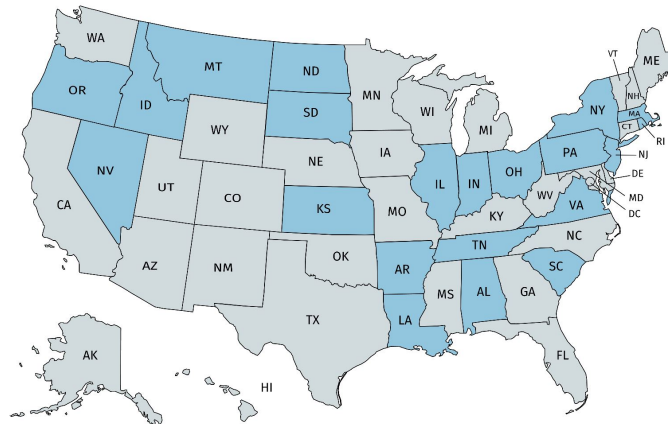 WA
MT
ND
MN
VT
ME
OR
ID
SD
WI
MI
NY
NH
MA
CT
RI
WY
NE
IA
PA
NJ
NV
UT
CO
IL
IN
OH
DE
MD
DC
CA
KS
MO
KY
WV
VA
AZ
NM
OK
AR
TN
NC
SC
TX
LA
MS
AL
GA
FL
AK
HI